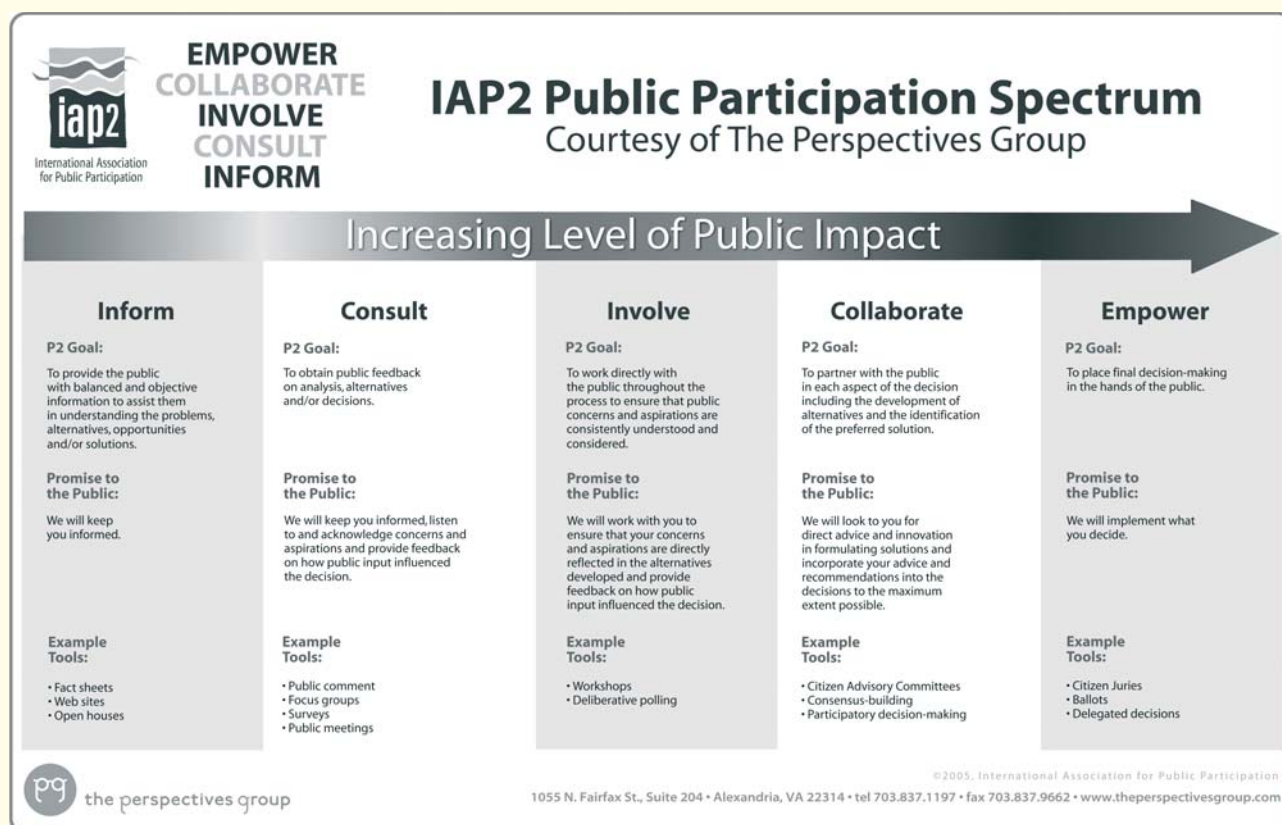 iap2
International Association
for Public Participation
EMPOWER
COLLABORATE
INVOLVE
CONSULT
INFORM
IAP2 Public Participation Spectrum
Courtesy of The Perspectives Group
Increasing Level of Public Impact
Inform
P2 Goal:
To provide the public
with balanced and objective
information to assist them
in understanding the problems,
alternatives, opportunities
and/or solutions.
Promise to
the Public:
We will keep
you informed.
Example
Tools:
• Fact sheets
• Web sites
• Open houses
Consult
P2 Goal:
To obtain public feedback
on analysis, alternatives
and/or decisions.
Promise to
the Public:
We will keep you informed, listen
to and acknowledge concerns and
aspirations and provide feedback
on how public input influenced
the decision.
Example
Tools:
• Public comment
• Focus groups
• Surveys
• Public meetings
Involve
P2 Goal:
To work directly with
the public throughout the
process to ensure that public
concerns and aspirations are
consistently understood and
considered.
Promise to
the Public:
We will work with you to
ensure that your concerns
and aspirations are directly
reflected in the alternatives
developed and provide
feedback on how public
input influenced the decision.
Example
Tools:
• Workshops
• Deliberative polling
Collaborate
P2 Goal:
To partner with the public
in each aspect of the decision
including the development of
alternatives and the identification
of the preferred solution.
Promise to
the Public:
We will look to you for
direct advice and innovation
in formulating solutions and
incorporate your advice and
recommendations into the
decisions to the maximum
extent possible.
Example
Tools:
• Citizen Advisory Committees
• Consensus-building
• Participatory decision-making
Empower
P2 Goal:
To place final decision-making
in the hands of the public.
Promise to
the Public:
We will implement what
you decide.
Example
Tools:
• Citizen Juries
• Ballots
• Delegated decisions
pg the perspectives group
©2005, International Association for Public Participation
1055 N. Fairfax St., Suite 204 • Alexandria, VA 22314 • tel 703.837.1197 • fax 703.837.9662 • www.theperspectivesgroup.com